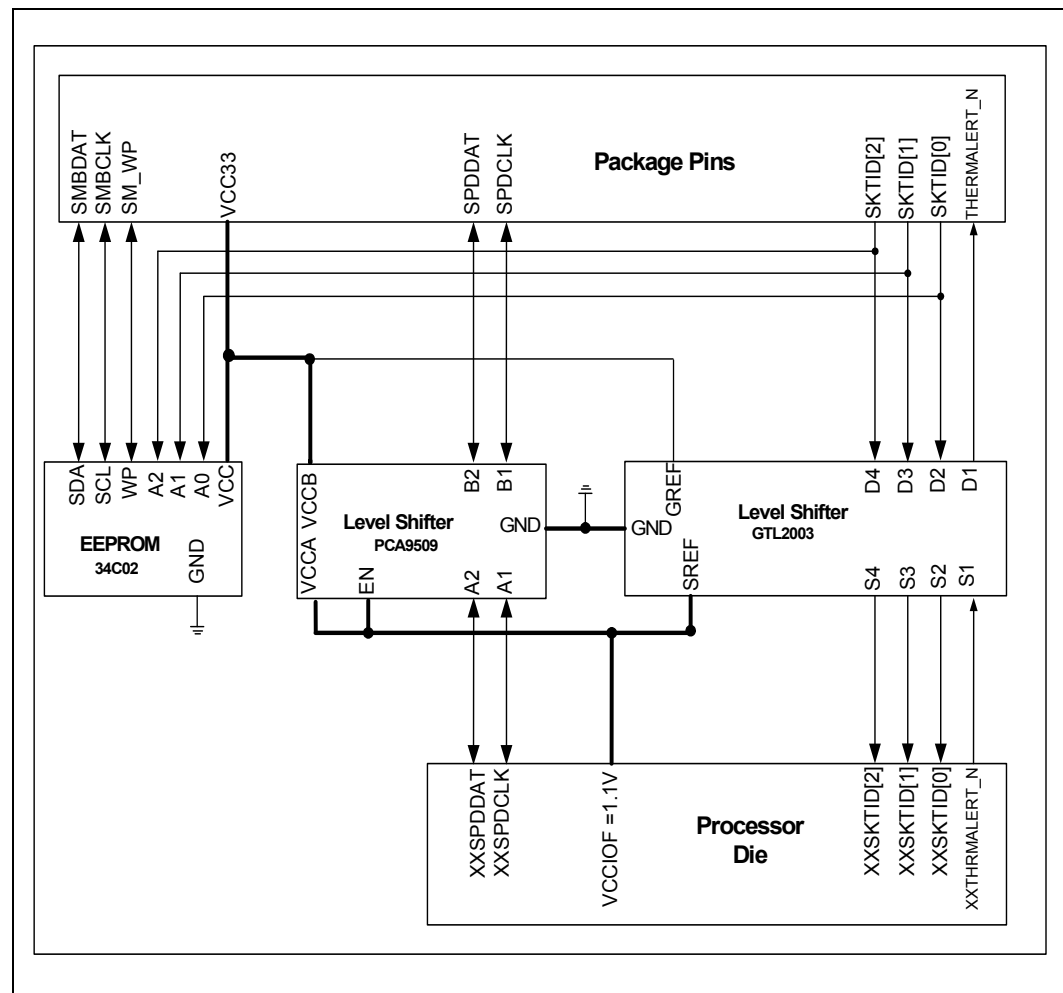 Package Pins
SMBDAT
SMBCLK
SM_WP
VCC33
SPDDAT
SPDCLK
SKTID[2]
SKTID[1]
SKTID[0]
THERMALERT_N
SDA
SCL
WP
A2
A1
A0
VCC
EEPROM
34C02
GND
VCCA VCCB
B2
B1
Level Shifter
PCA9509
GND
EN
A2
A1
GREF
D4
D3
D2
D1
GND
Level Shifter
GTL2003
SREF
S4
S3
S2
S1
XXSPDDAT
XXSPDCLK
VCCIOF =1.1V
Processor
Die
XXSKTID[2]
XXSKTID[1]
XXSKTID[0]
XXTHRMALERT_N